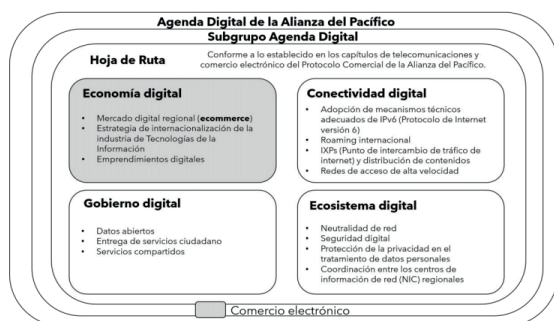 Agenda Digital de la Alianza del Pacífico
Subgrupo Agenda Digital
Hoja de Ruta
Conforme a lo establecido en los capítulos de telecomunicaciones y
comercio electrónico del Protocolo Comercial de la Alianza del Pacífico.
Economía digital
• Mercado digital regional (ecommerce)
• Estrategia de internacionalización de la
industria de Tecnologías de la
Información
• Emprendimientos digitales
Conectividad digital
• Adopción de mecanismos técnicos
adecuados de IPv6 (Protocolo de Internet
versión 6)
• Roaming internacional
• IXPs (Punto de intercambio de tráfico de
internet) y distribución de contenidos
• Redes de acceso de alta velocidad
Gobierno digital
• Datos abiertos
• Entrega de servicios ciudadano
• Servicios compartidos
Ecosistema digital
• Neutralidad de red
• Seguridad digital
• Protección de la privacidad en el
tratamiento de datos personales
• Coordinación entre los centros de
información de red (NIC) regionales
Comercio electrónico